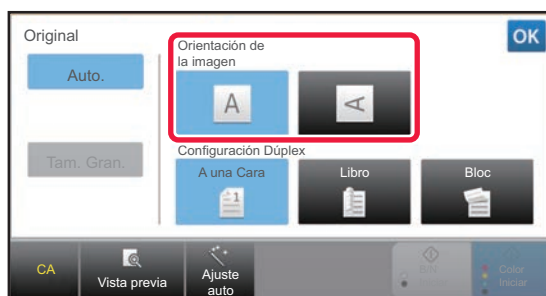 Original
OK
Orientación de
la imagen
Auto.
A
A
Configuración Dúplex
Tam. Gran.
A una Cara
Libro
Bloc
1
CA
Vista previa
Ajuste
auto
B/N
Color
Iniciar